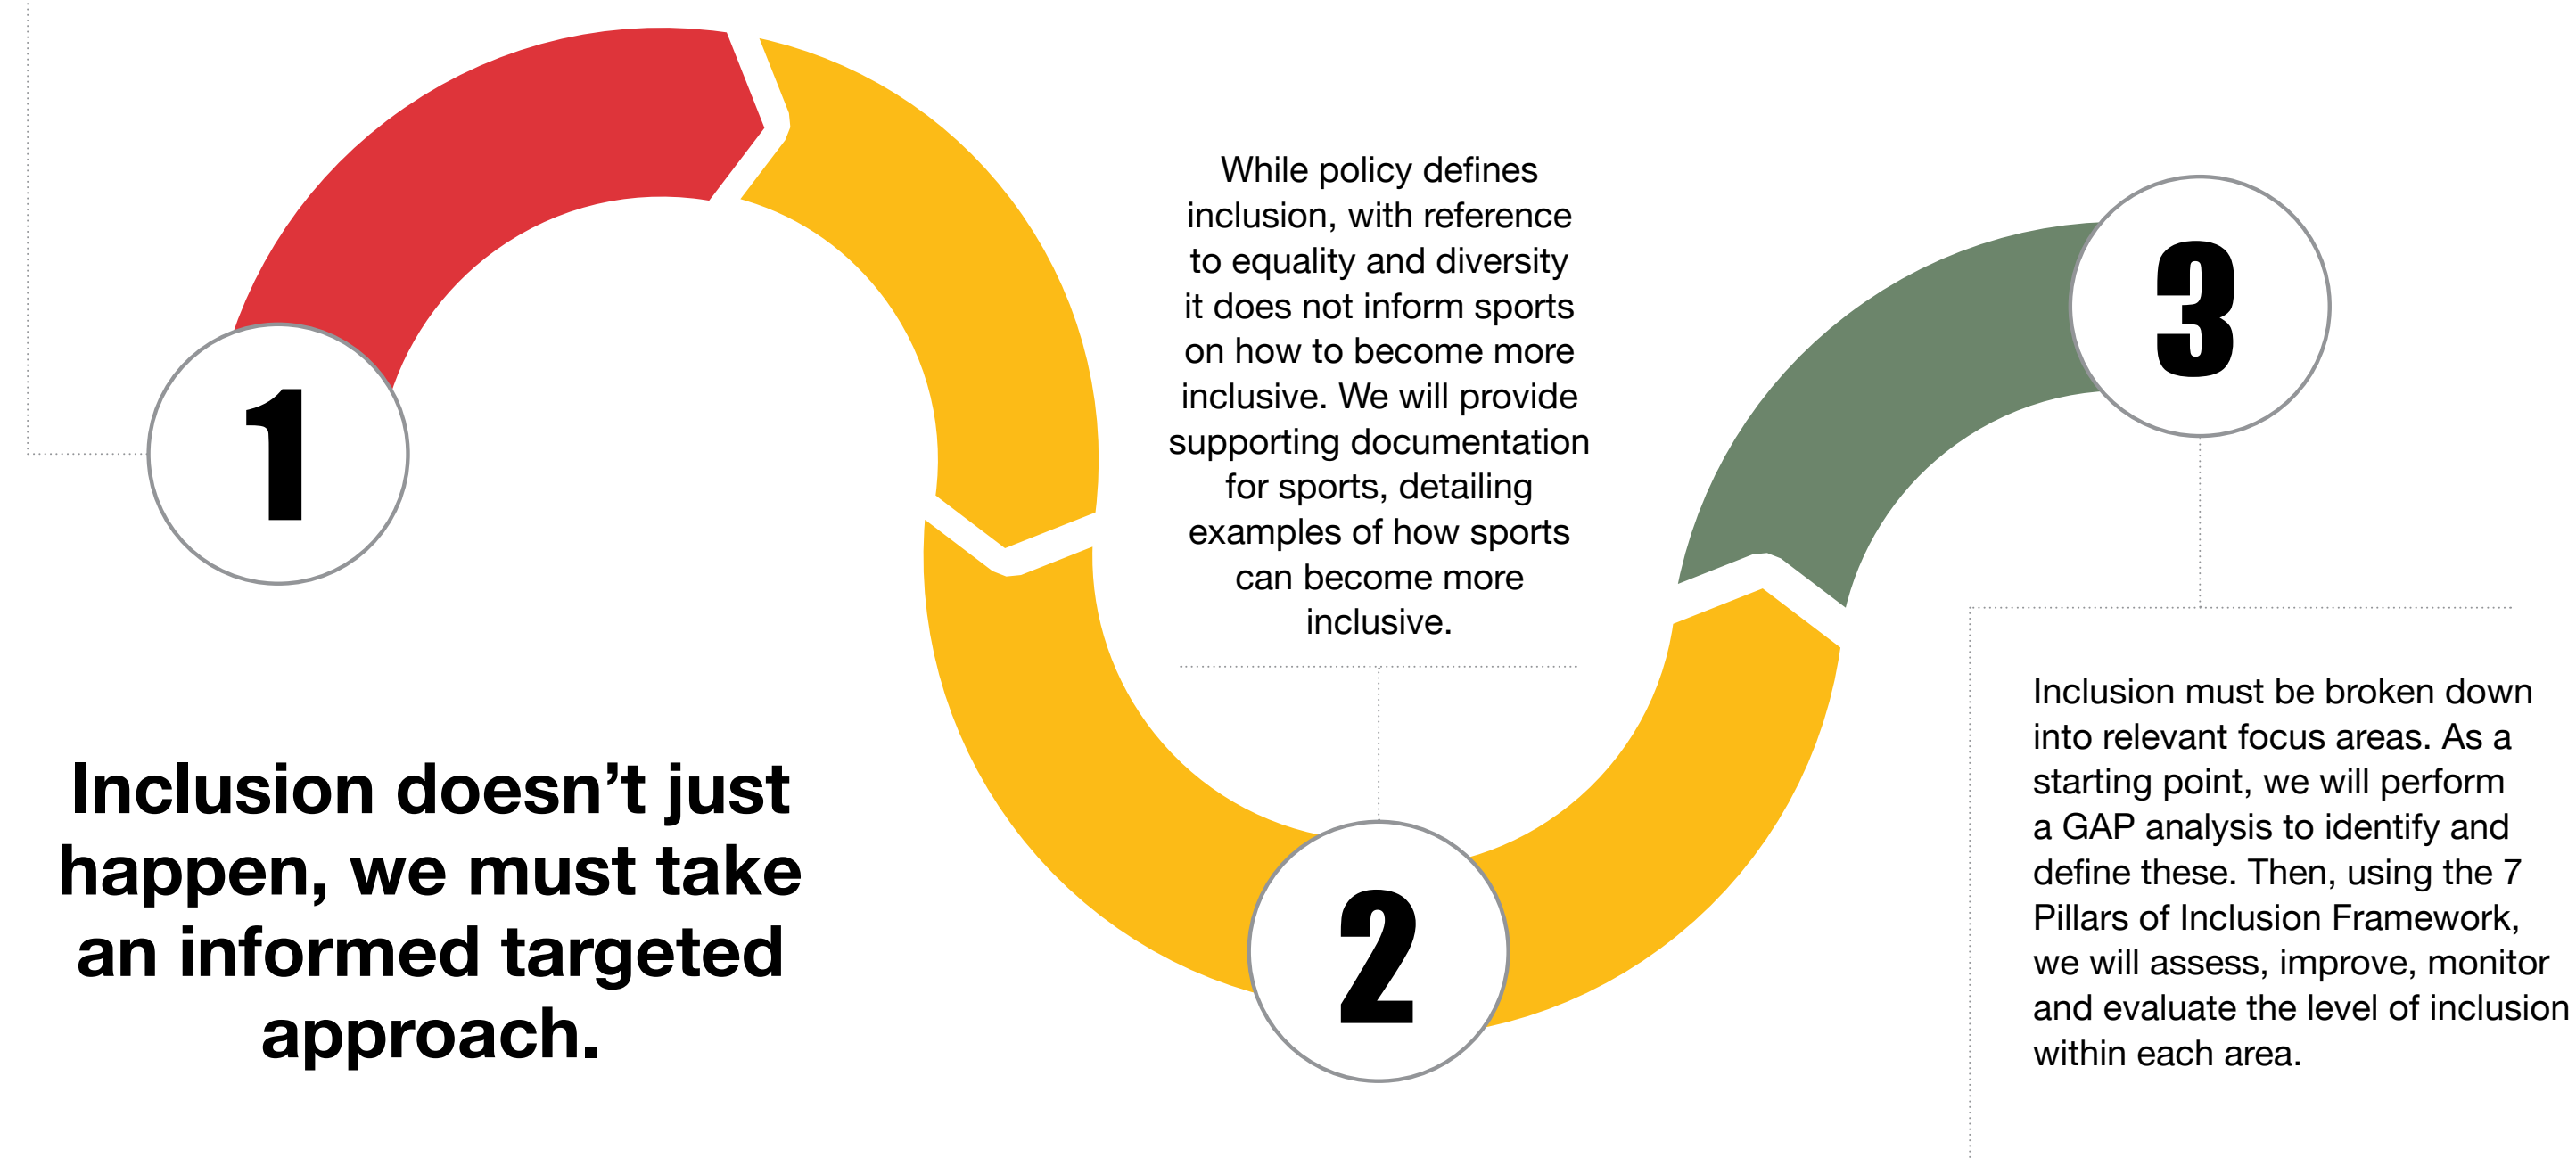 1
Inclusion doesn’t just
happen, we must take
an informed targeted
approach.
While policy defines
inclusion, with reference
to equality and diversity
it does not inform sports
on how to become more
inclusive. We will provide
supporting documentation
for sports, detailing
examples of how sports
can become more
inclusive.
2
3
Inclusion must be broken down
into relevant focus areas. As a
starting point, we will perform
a GAP analysis to identify and
define these. Then, using the 7
Pillars of Inclusion Framework,
we will assess, improve, monitor
and evaluate the level of inclusion
within each area.